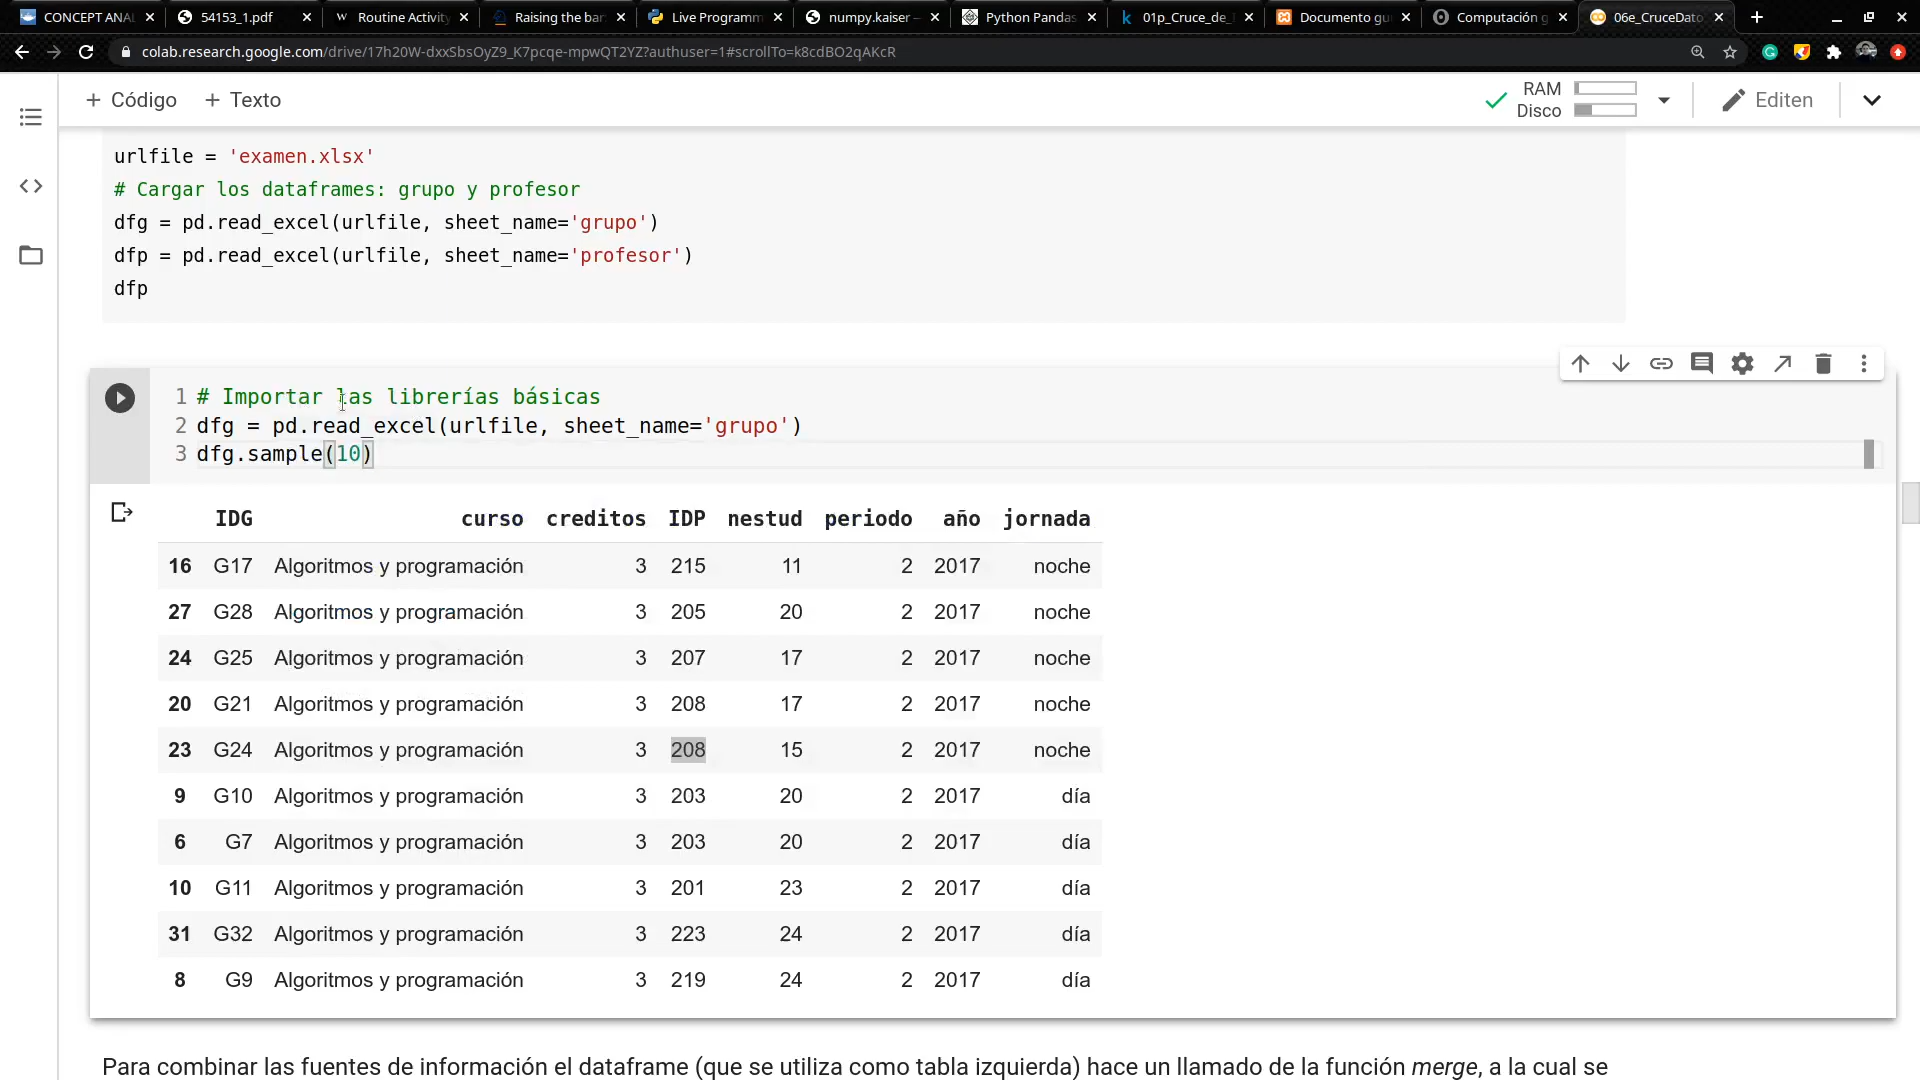 CONCEPT ANAL
54153_1.pdf
Routine Activity
Raising the bar
Live Programm
numpy.kaiser —
Python Pandas
01p_Cruce_de_
Documento gu
Computación g
06e_CruceDato
colab.research.google.com/drive/17h20W-dxxSbsOyZ9_K7pcqe-mpwQT2YZ?authuser=1#scrollTo=k8cdBO2qAKcR
+ Código + Texto
RAM
Disco
Editen
urlfile = 'examen.xlsx'
# Cargar los dataframes: grupo y profesor
dfg = pd.read_excel(urlfile, sheet_name='grupo')
dfp = pd.read_excel(urlfile, sheet_name='profesor')
dfp
1 # Importar las librerías básicas
2 dfg = pd.read_excel(urlfile, sheet_name='grupo')
3 dfg.sample(10)
IDG curso creditos IDP nestud periodo año jornada
16 G17 Algoritmos y programación 3 215 11 2 2017 noche
27 G28 Algoritmos y programación 3 205 20 2 2017 noche
24 G25 Algoritmos y programación 3 207 17 2 2017 noche
20 G21 Algoritmos y programación 3 208 17 2 2017 noche
23 G24 Algoritmos y programación 3 208 15 2 2017 noche
9 G10 Algoritmos y programación 3 203 20 2 2017 día
6 G7 Algoritmos y programación 3 203 20 2 2017 día
10 G11 Algoritmos y programación 3 201 23 2 2017 día
31 G32 Algoritmos y programación 3 223 24 2 2017 día
8 G9 Algoritmos y programación 3 219 24 2 2017 día
Para combinar las fuentes de información el dataframe (que se utiliza como tabla izquierda) hace un llamado de la función merge, a la cual se